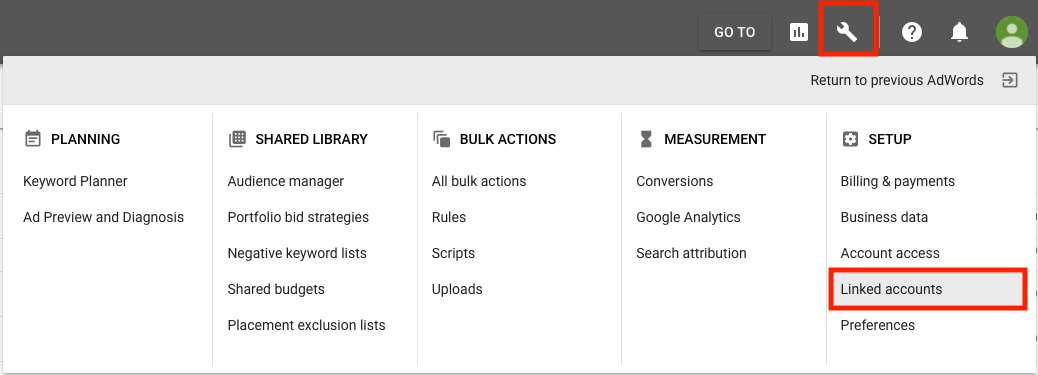 GO TO
Return to previous AdWords
PLANNING
Keyword Planner
Ad Preview and Diagnosis
SHARED LIBRARY
Audience manager
Portfolio bid strategies
Negative keyword lists
Shared budgets
Placement exclusion lists
BULK ACTIONS
All bulk actions
Rules
Scripts
Uploads
MEASUREMENT
Conversions
Google Analytics
Search attribution
SETUP
Billing & payments
Business data
Account access
Linked accounts
Preferences